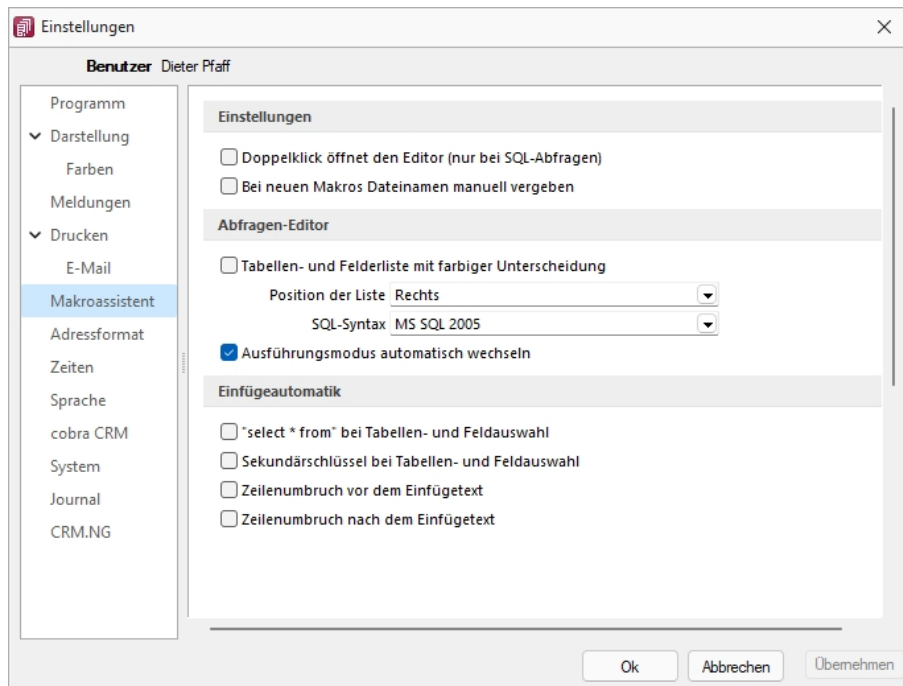 Einstellungen
Benutzer Dieter Pfaff
Programm
Darstellung
Farben
Meldungen
Drucken
E-Mail
Makroassistent
Adressformat
Zeiten
Sprache
cobra CRM
System
Journal
CRM.NG
Einstellungen
Doppelklick öffnet den Editor (nur bei SQL-Abfragen)
Bei neuen Makros Dateinamen manuell vergeben
Abfragen-Editor
Tabellen- und Felderliste mit farbiger Unterscheidung
Position der Liste Rechts
SQL-Syntax MS SQL 2005
Ausführungsmodus automatisch wechseln
Einfügeautomatik
"select * from" bei Tabellen- und Feldauswahl
Sekundärschlüssel bei Tabellen- und Feldauswahl
Zeilenumbruch vor dem Einfügetext
Zeilenumbruch nach dem Einfügetext
Ok Abbrechen Übernehmen